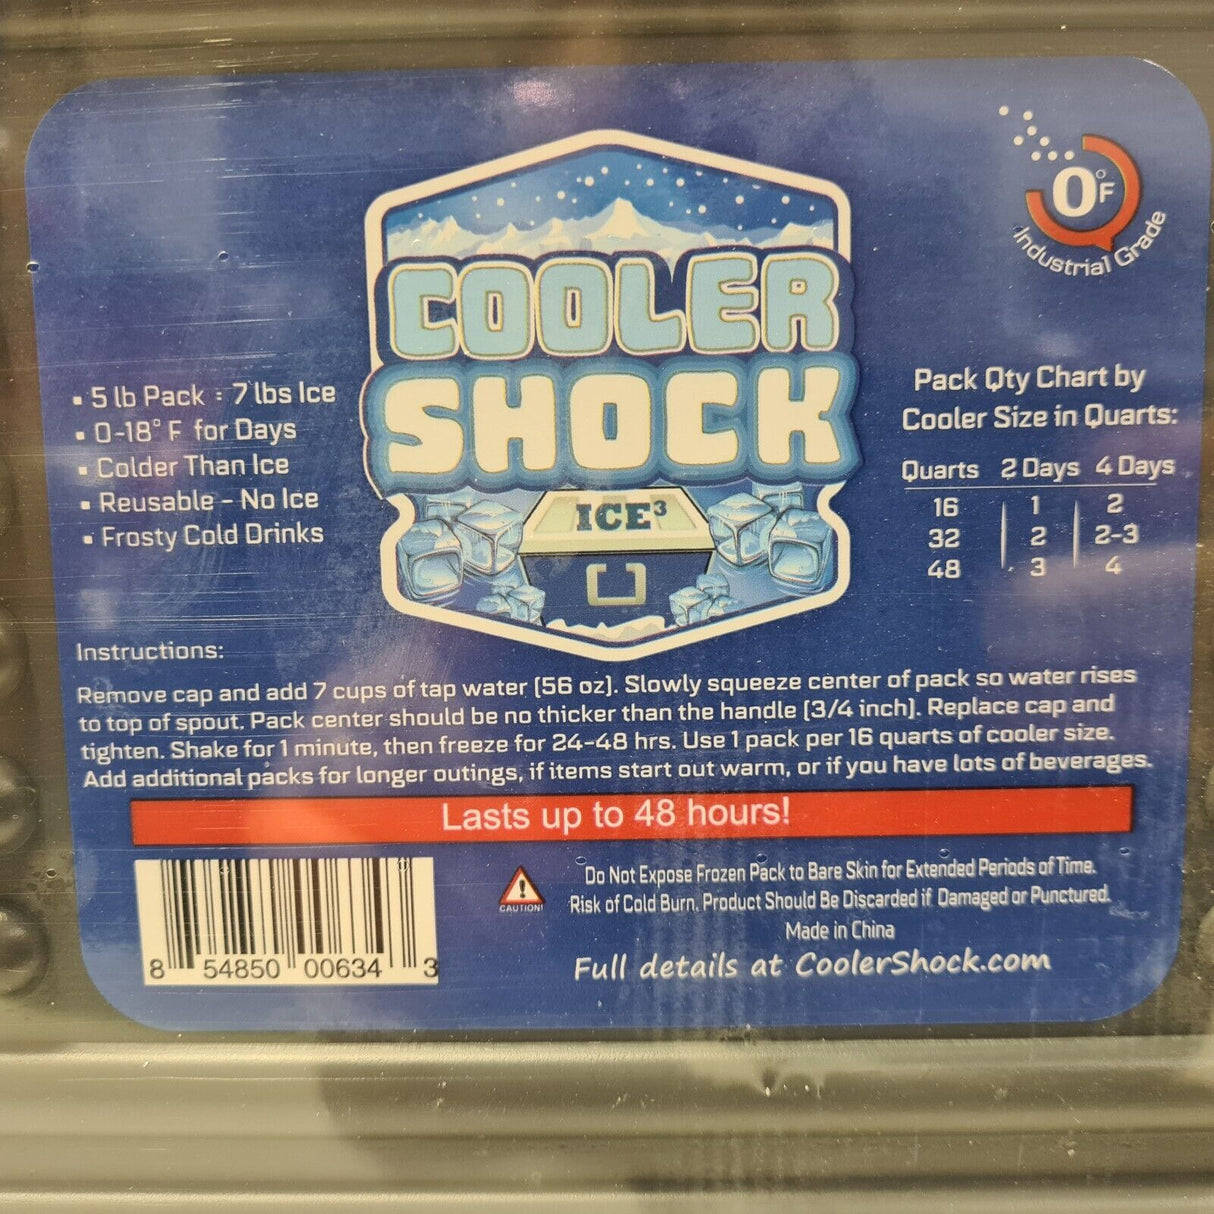 0°F
Industrial Grade
COOLER
SHOCK
ICE³
▪ 5 lb Pack = 7 lbs Ice
▪ 0-18° F for Days
▪ Colder Than Ice
▪ Reusable - No Ice
▪ Frosty Cold Drinks
Pack Qty Chart by
Cooler Size in Quarts:
Quarts 2 Days 4 Days
16 1 2
32 2 2-3
48 3 4
Instructions:
Remove cap and add 7 cups of tap water (56 oz). Slowly squeeze center of pack so water rises
to top of spout. Pack center should be no thicker than the handle (3/4 inch). Replace cap and
tighten. Shake for 1 minute, then freeze for 24-48 hrs. Use 1 pack per 16 quarts of cooler size.
Add additional packs for longer outings, if items start out warm, or if you have lots of beverages.
Lasts up to 48 hours!
8 54850 00634 3
CAUTION!
Do Not Expose Frozen Pack to Bare Skin for Extended Periods of Time.
Risk of Cold Burn. Product Should Be Discarded if Damaged or Punctured.
Made in China
Full details at CoolerShock.com